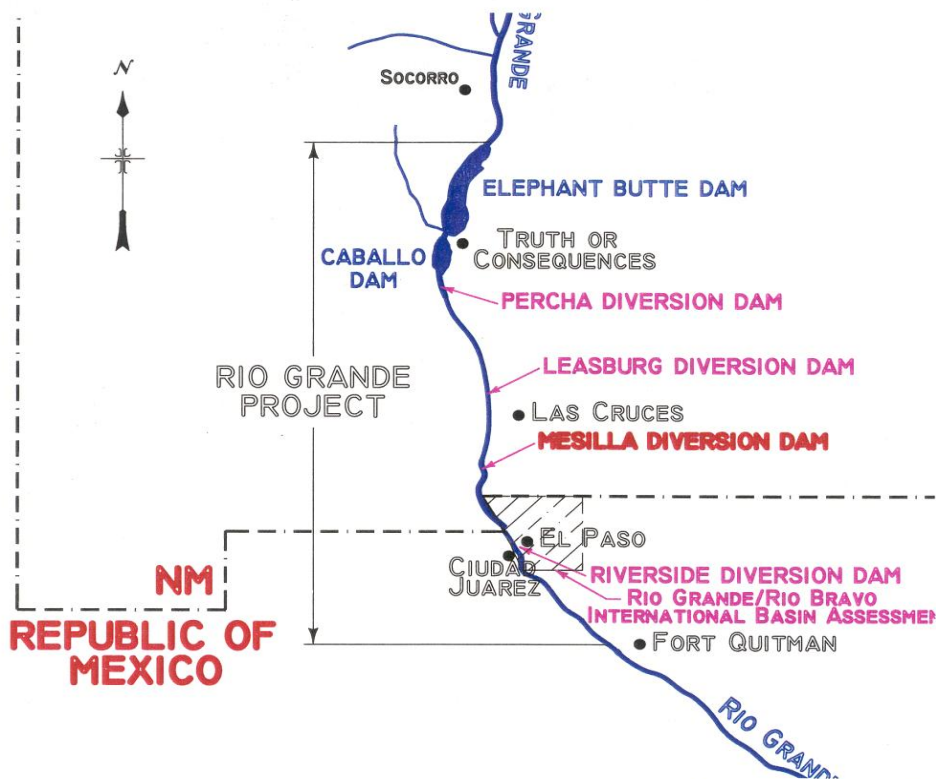 GRANDE
N
SOCORRO
ELEPHANT BUTTE DAM
TRUTH OR
CONSEQUENCES
CABALLO
DAM
PERCHA DIVERSION DAM
RIO GRANDE
PROJECT
LEASBURG DIVERSION DAM
LAS CRUCES
MESILLA DIVERSION DAM
EL PASO
CIUDAD
JUAREZ
RIVERSIDE DIVERSION DAM
RIO GRANDE/RIO BRAVO
INTERNATIONAL BASIN ASSESSMEN
NM
REPUBLIC OF
MEXICO
FORT QUITMAN
RIO GRANDE